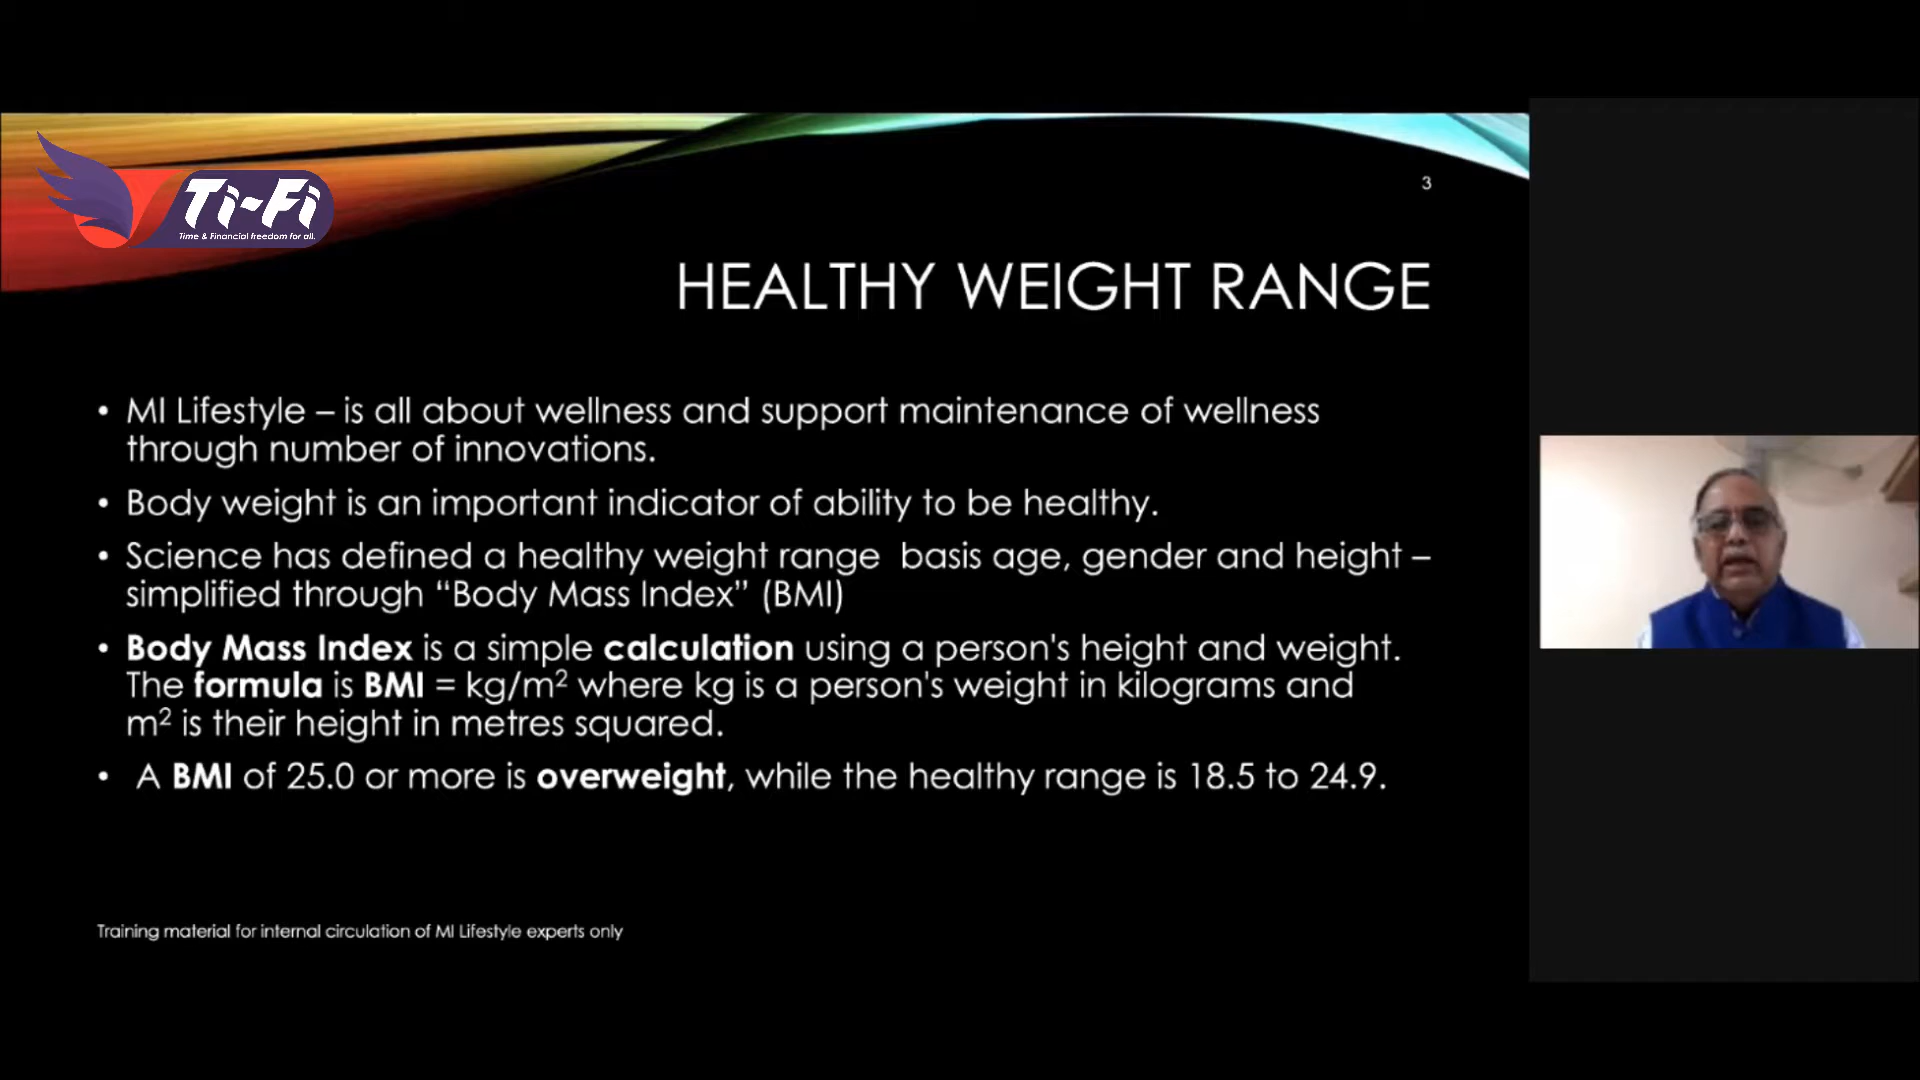 Ti-Fi
Time & Financial freedom for all.
3
HEALTHY WEIGHT RANGE
• MI Lifestyle – is all about wellness and support maintenance of wellness
through number of innovations.
• Body weight is an important indicator of ability to be healthy.
• Science has defined a healthy weight range  basis age, gender and height –
simplified through “Body Mass Index” (BMI)
• Body Mass Index is a simple calculation using a person's height and weight.
The formula is BMI = kg/m² where kg is a person's weight in kilograms and
m² is their height in metres squared.
• A BMI of 25.0 or more is overweight, while the healthy range is 18.5 to 24.9.
Training material for internal circulation of MI Lifestyle experts only